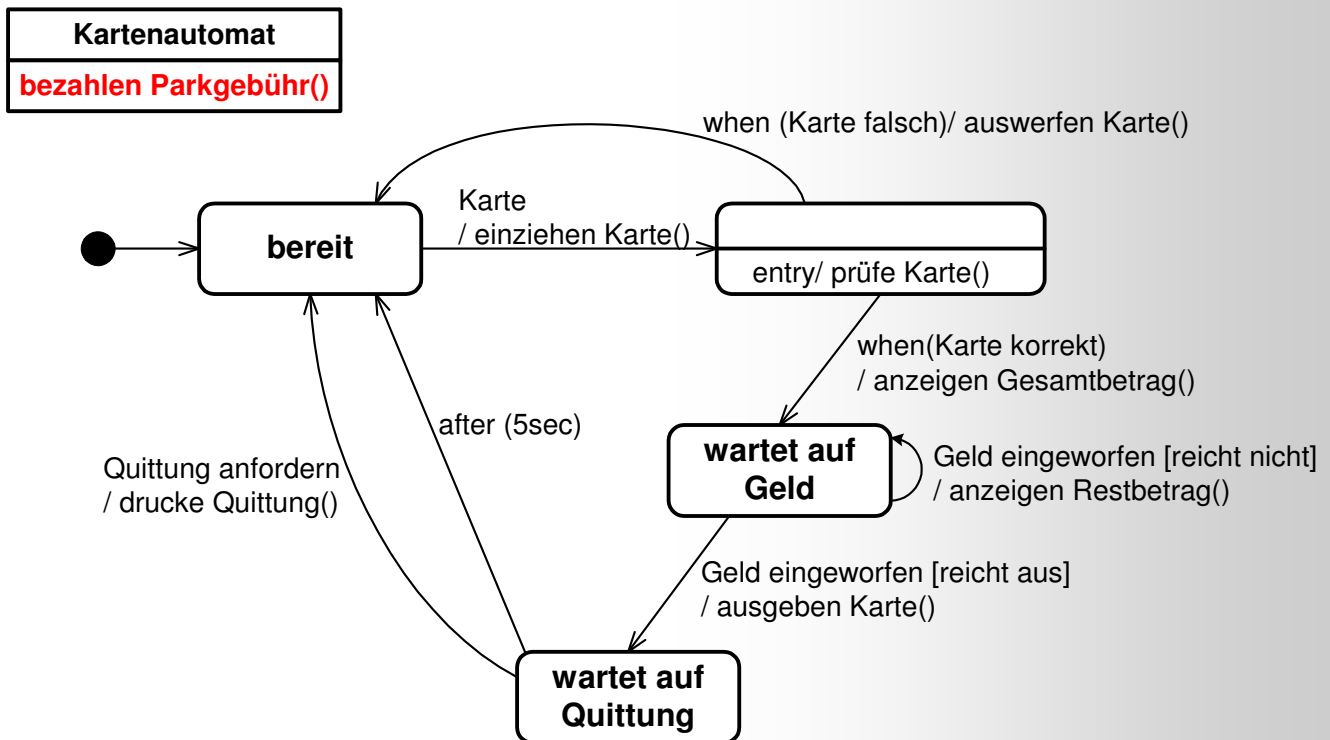 Kartenautomat
bezahlen Parkgebühr()
when (Karte falsch)/ auswerfen Karte()
Karte
/ einziehen Karte()
bereit
entry/ prüfe Karte()
when(Karte korrekt)
/ anzeigen Gesamtbetrag()
after (5sec)
wartet auf
Geld
Geld eingeworfen [reicht nicht]
/ anzeigen Restbetrag()
Quittung anfordern
/ drucke Quittung()
Geld eingeworfen [reicht aus]
/ ausgeben Karte()
wartet auf
Quittung